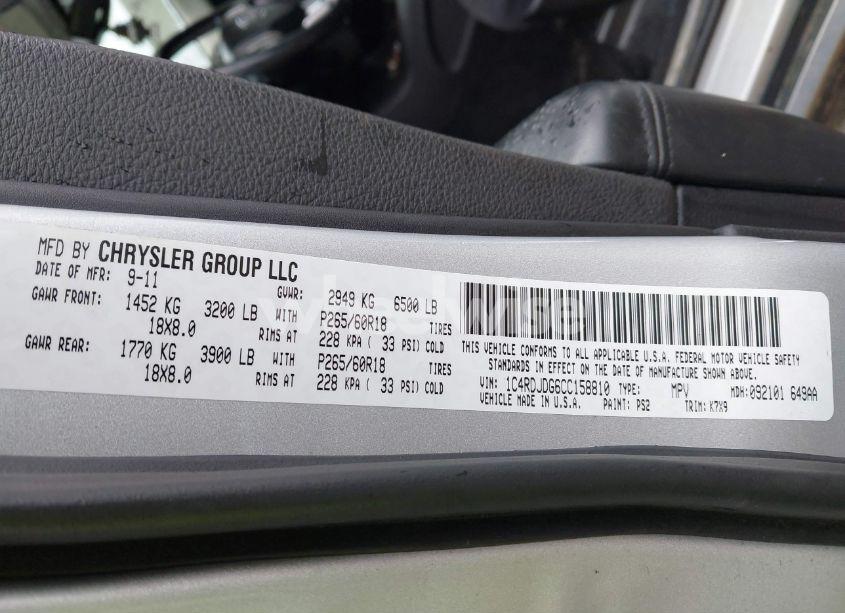 MFD BY CHRYSLER GROUP LLC
DATE OF MFR: 9-11 GVWR: 2949 KG 6500 LB
GAWR FRONT: 1452 KG 3200 LB WITH P265/60R18 TIRES
18X8.0 RIMS AT 228 KPA ( 33 PSI) COLD
GAWR REAR: 1770 KG 3900 LB WITH P265/60R18 TIRES
18X8.0 RIMS AT 228 KPA ( 33 PSI) COLD
THIS VEHICLE CONFORMS TO ALL APPLICABLE U.S.A. FEDERAL MOTOR VEHICLE SAFETY
STANDARDS IN EFFECT ON THE DATE OF MANUFACTURE SHOWN ABOVE.
VIN: 1C4RDJDG6CC158810 TYPE: MPV MDH:092101 649AA
VEHICLE MADE IN U.S.A. PAINT: PS2 TRIM: K7X9